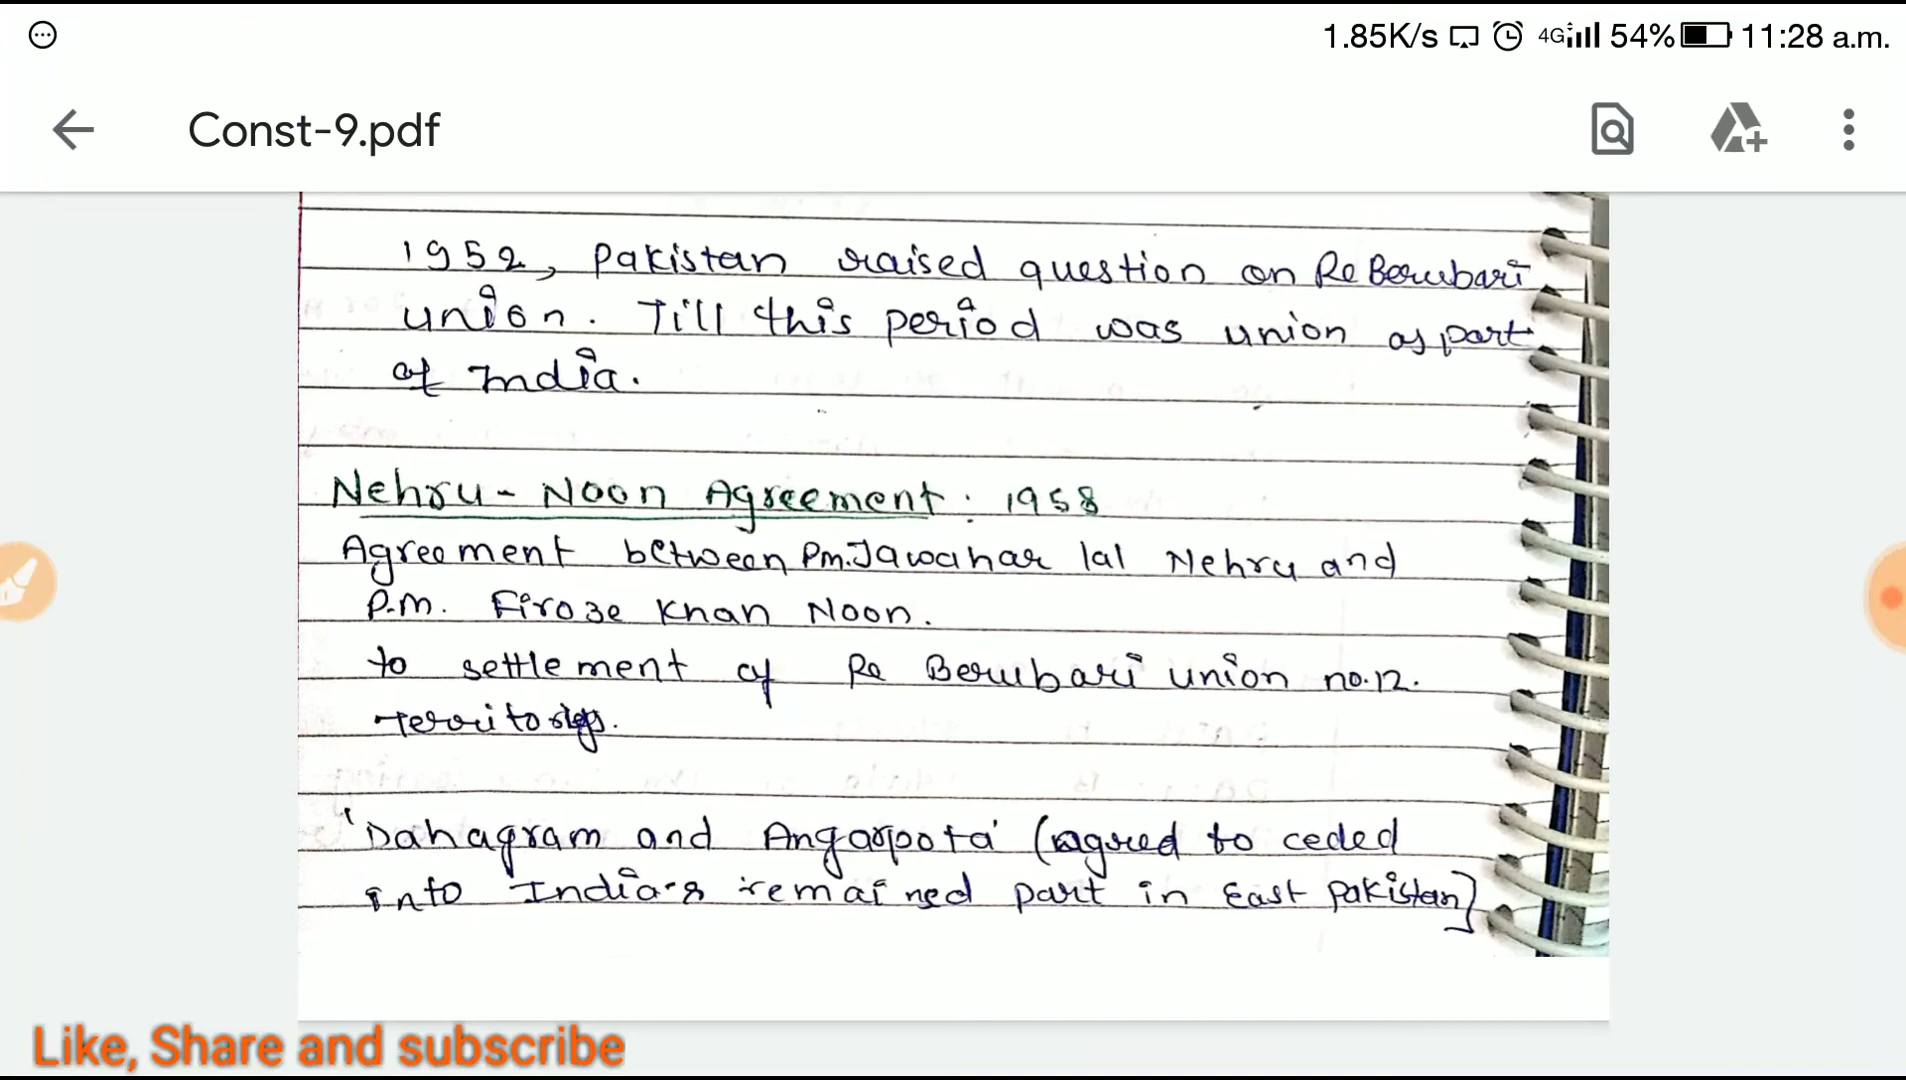 1.85K/s 4G 54% 11:28 a.m.
Const-9.pdf
1952, Pakistan raised question on Re Berubari
union. Till this period was union as part
of India.
Nehru - Noon Agreement : 1958
Agreement between Pm. Jawahar lal Nehru and
P.m. Firoze Khan Noon.
to settlement of Re Berubari union no. 12.
Territories.
'Dahagram and Angarpota' (agreed to ceded
into India's remained part in East Pakistan]
Like, Share and subscribe